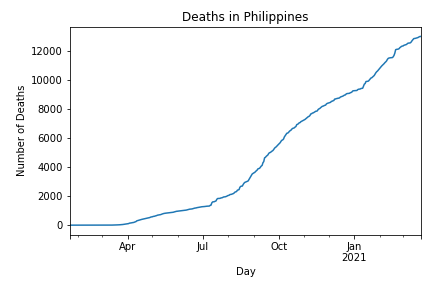 Deaths in Philippines
12000
10000
8000
6000
4000
2000
0
Number of Deaths
Apr
Jul
Oct
Jan
2021
Day